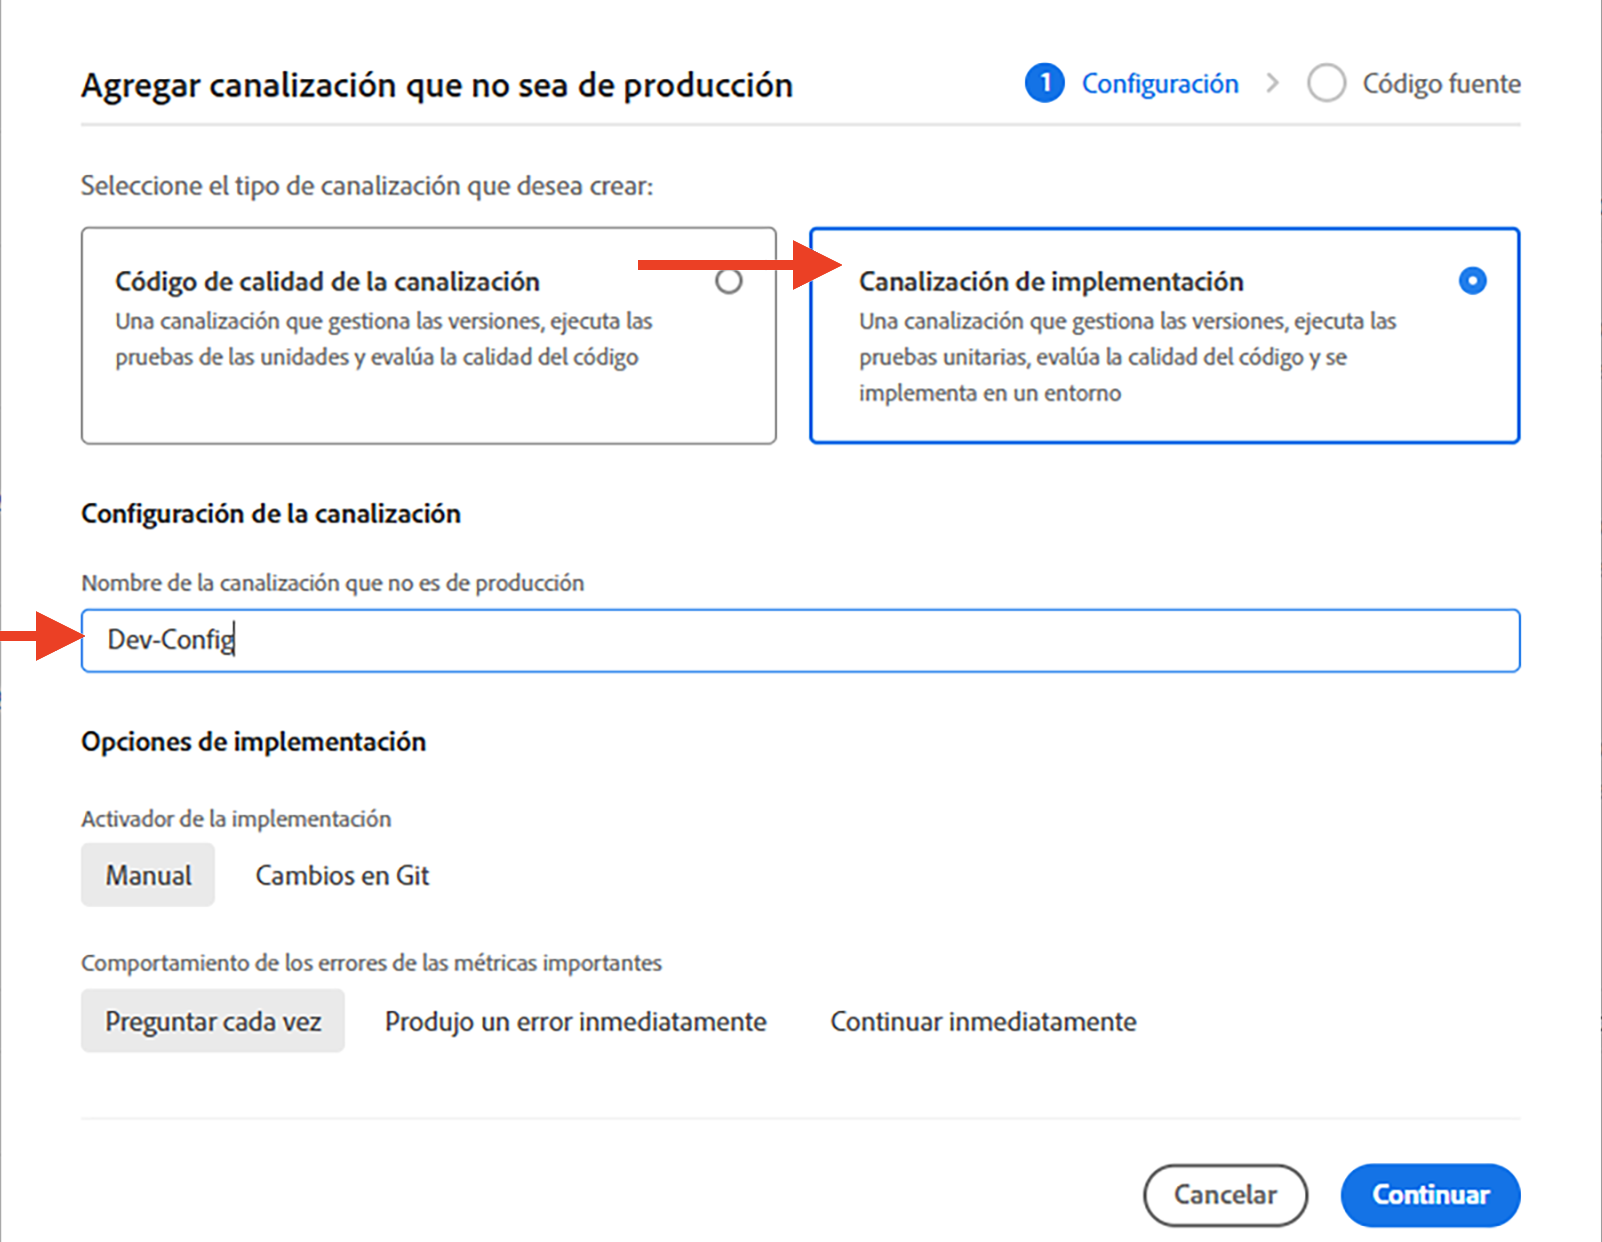 Agregar canalización que no sea de producción
1 Configuración > Código fuente
Seleccione el tipo de canalización que desea crear:
Código de calidad de la canalización
Una canalización que gestiona las versiones, ejecuta las
pruebas de las unidades y evalúa la calidad del código
Canalización de implementación
Una canalización que gestiona las versiones, ejecuta las
pruebas unitarias, evalúa la calidad del código y se
implementa en un entorno
Configuración de la canalización
Nombre de la canalización que no es de producción
Dev-Config
Opciones de implementación
Activador de la implementación
Manual Cambios en Git
Comportamiento de los errores de las métricas importantes
Preguntar cada vez Produjo un error inmediatamente Continuar inmediatamente
Cancelar Continuar